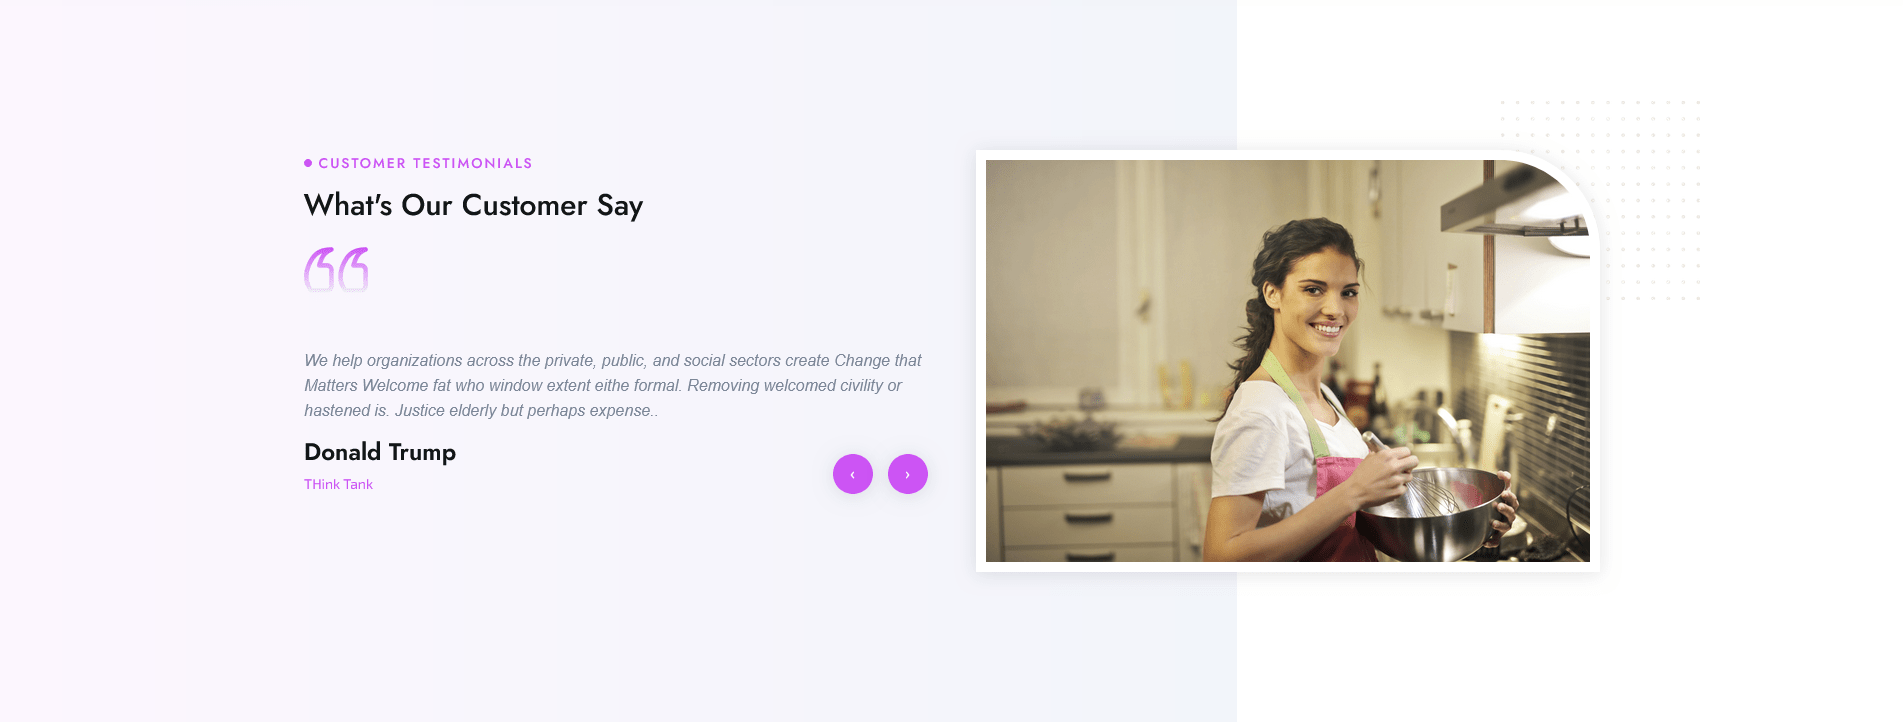 CUSTOMER TESTIMONIALS
What's Our Customer Say
We help organizations across the private, public, and social sectors create Change that
Matters Welcome fat who window extent eithe formal. Removing welcomed civility or
hastened is. Justice elderly but perhaps expense..
Donald Trump
THink Tank